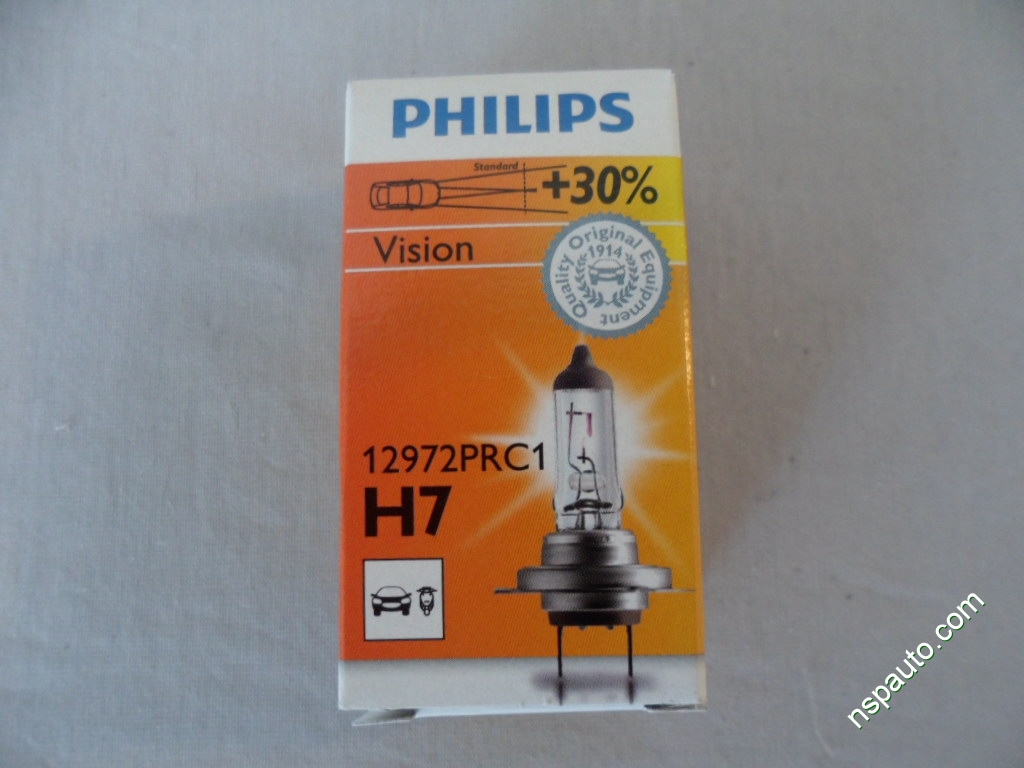 PHILIPS
Standard
+30%
Vision
Quality Original Equipment
1914
12972PRC1
H7
nspauto.com